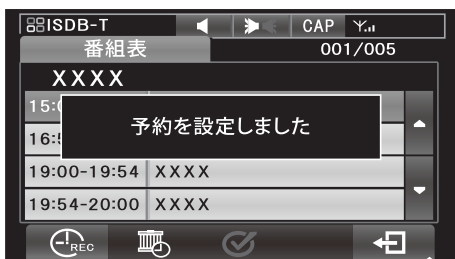 ISDB-T CAP
番組表 001/005
XXXX
15:
16:
予約を設定しました
19:00-19:54 XXXX
19:54-20:00 XXXX
REC